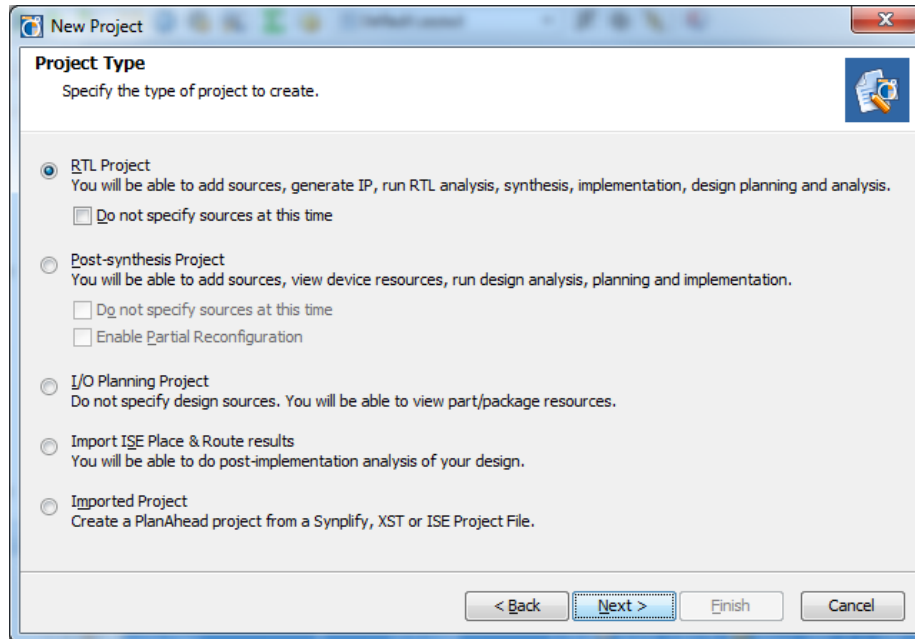 New Project
Default Layout
Project Type
Specify the type of project to create.
RTL Project
You will be able to add sources, generate IP, run RTL analysis, synthesis, implementation, design planning and analysis.
Do not specify sources at this time
Post-synthesis Project
You will be able to add sources, view device resources, run design analysis, planning and implementation.
Do not specify sources at this time
Enable Partial Reconfiguration
I/O Planning Project
Do not specify design sources. You will be able to view part/package resources.
Import ISE Place & Route results
You will be able to do post-implementation analysis of your design.
Imported Project
Create a PlanAhead project from a Synplify, XST or ISE Project File.
< Back Next > Finish Cancel